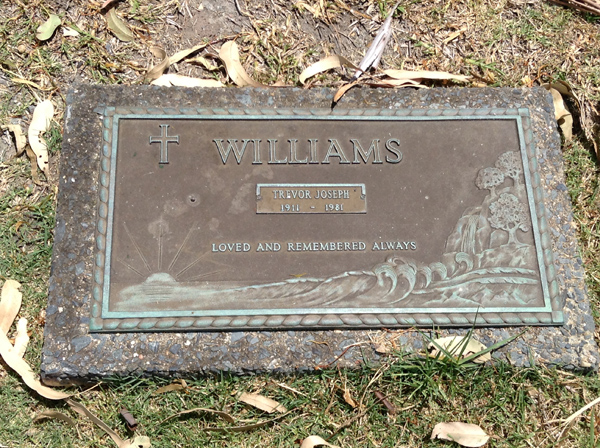 WILLIAMS
TREVOR JOSEPH
1911 - 1981
LOVED AND REMEMBERED ALWAYS